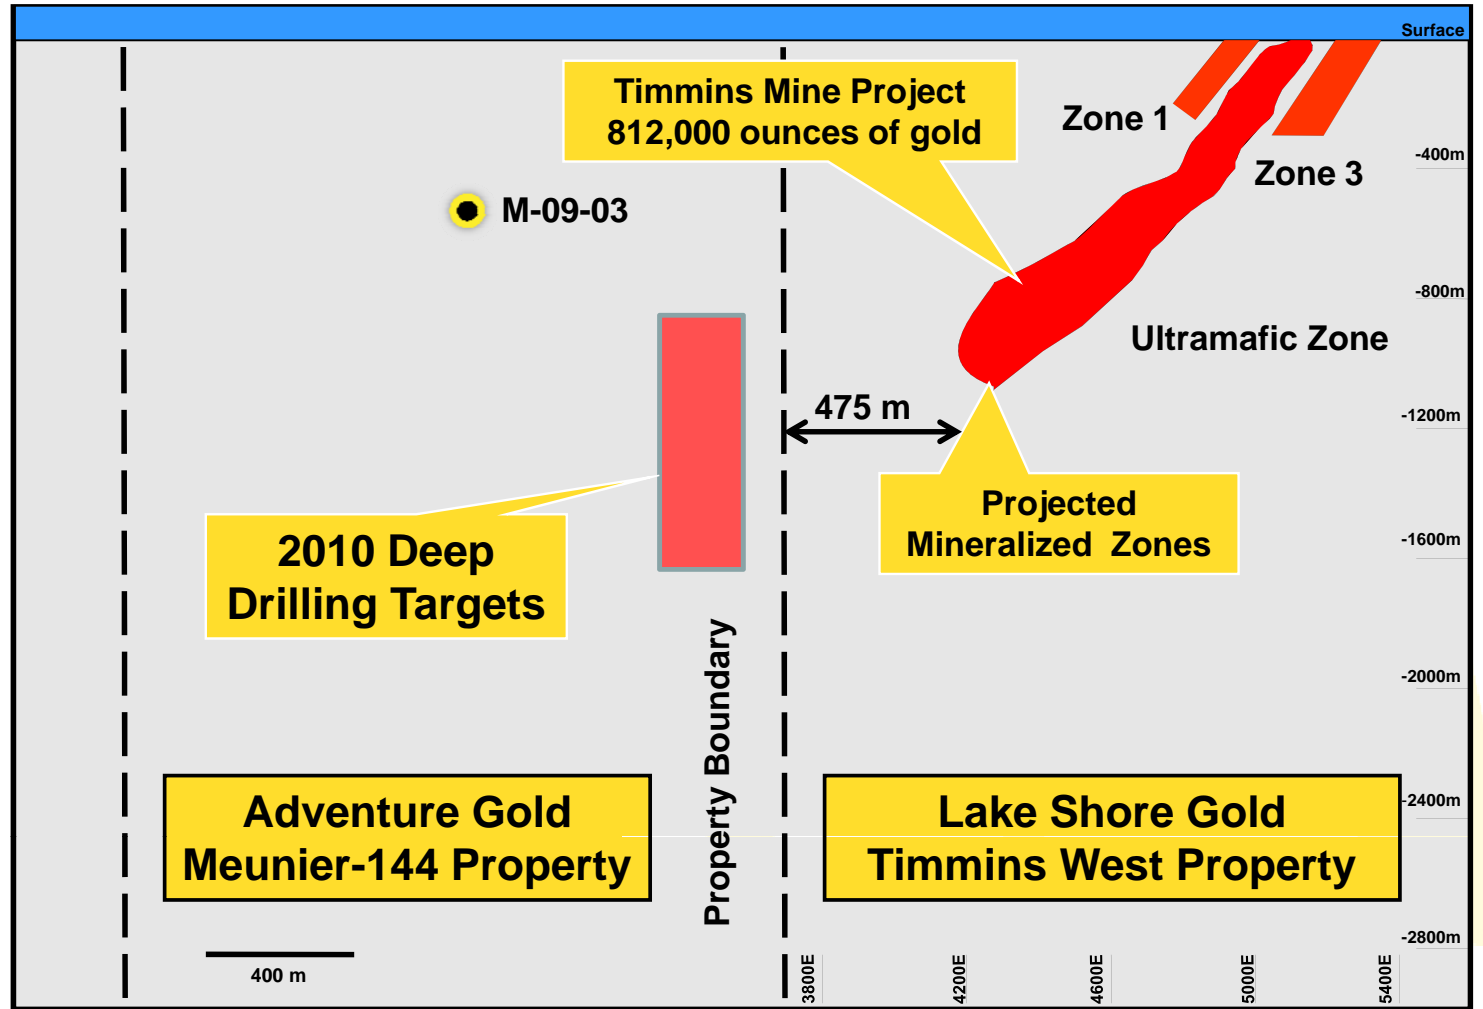 Surface
Timmins Mine Project
812,000 ounces of gold
Zone 1
-400m
Zone 3
M-09-03
-800m
Ultramafic Zone
475 m
-1200m
Projected
Mineralized Zones
-1600m
2010 Deep
Drilling Targets
-2000m
Property Boundary
Adventure Gold
Meunier-144 Property
Lake Shore Gold
Timmins West Property
-2400m
-2800m
400 m
3800E
4200E
4600E
5000E
5400E